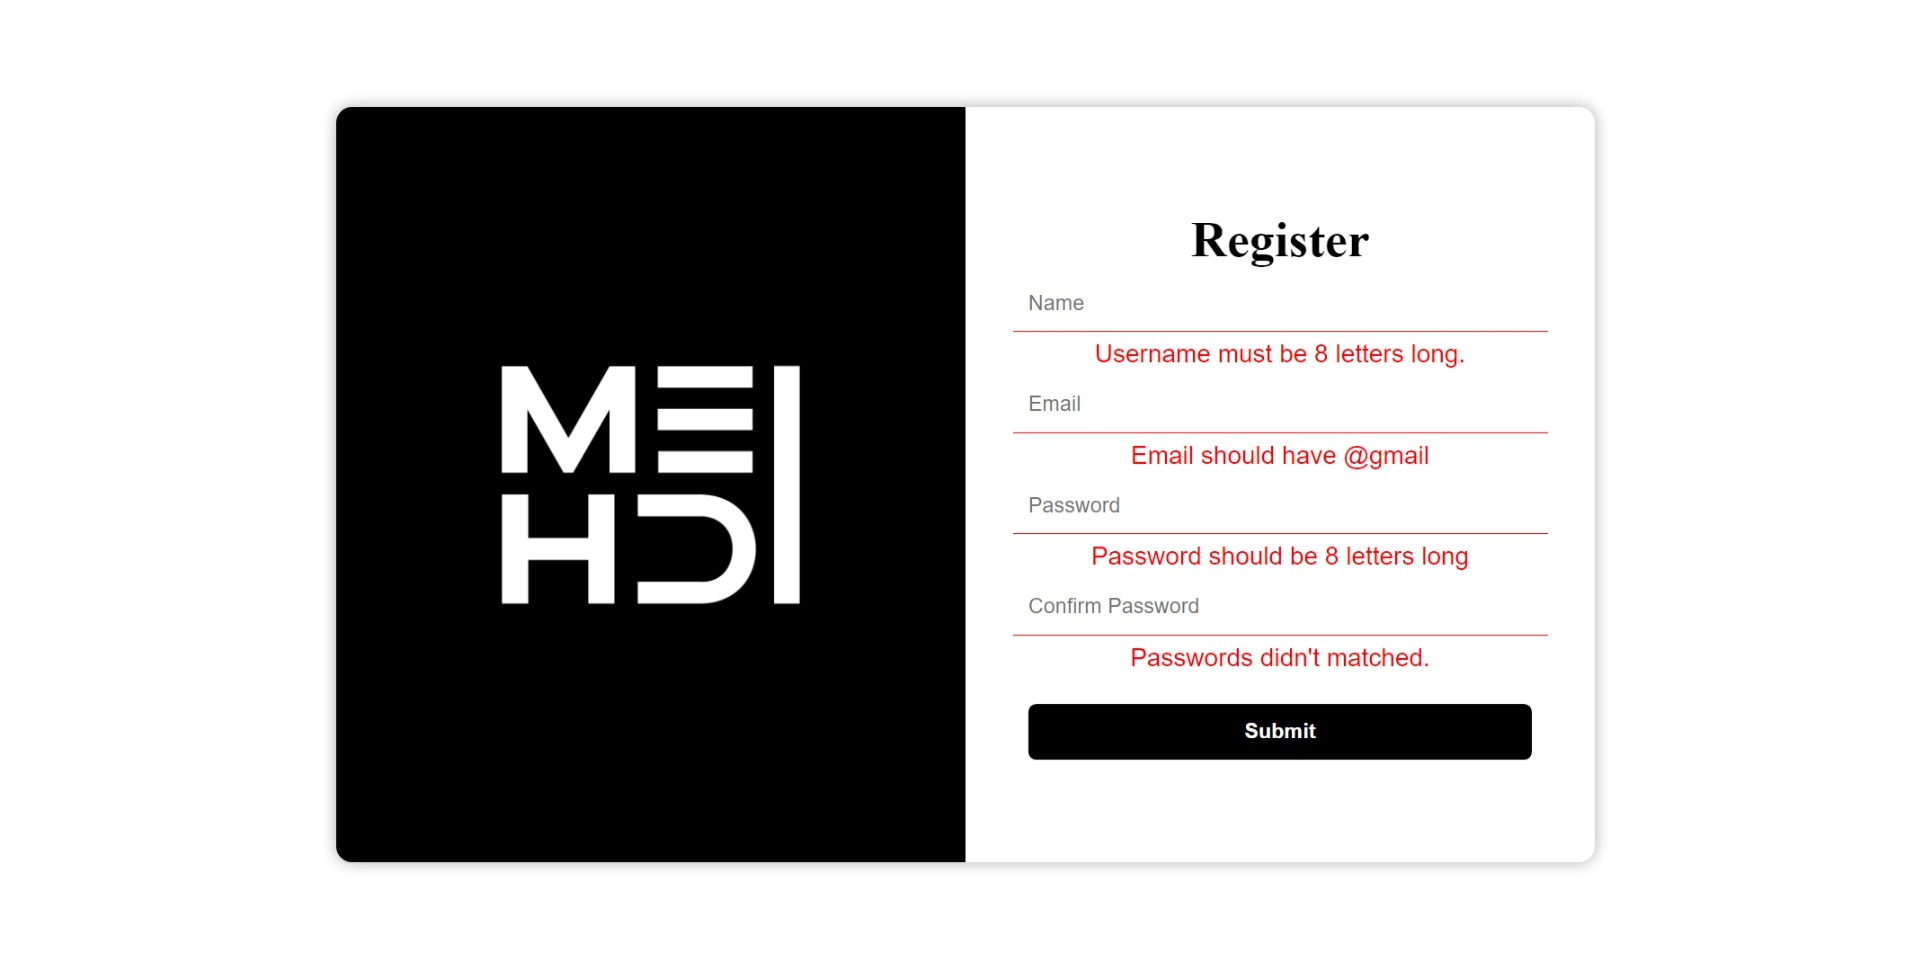 MEHDI
Register
Name
Username must be 8 letters long.
Email
Email should have @gmail
Password
Password should be 8 letters long
Confirm Password
Passwords didn't matched.
Submit